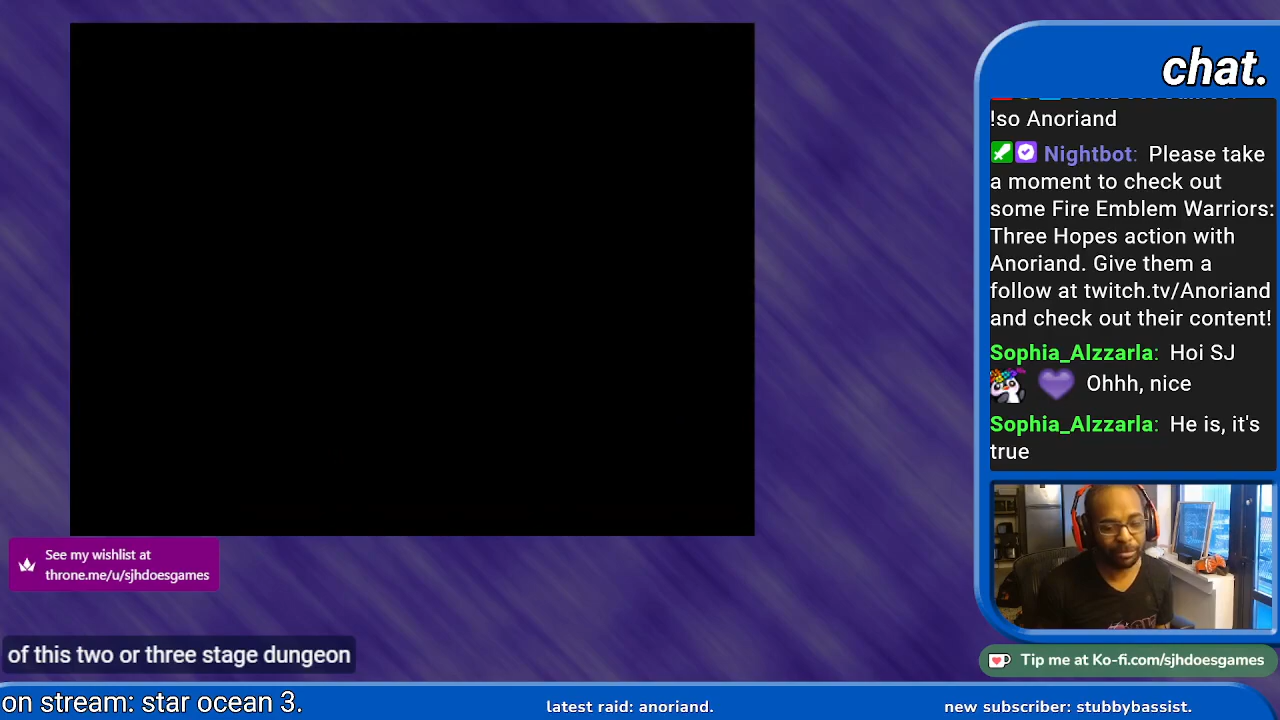 chat.
!so Anoriand
Nightbot: Please take
a moment to check out
some Fire Emblem Warriors:
Three Hopes action with
Anoriand. Give them a
follow at twitch.tv/Anoriand
and check out their content!
Sophia_Alzzarla: Hoi SJ
Ohhh, nice
Sophia_Alzzarla: He is, it's
true
See my wishlist at
throne.me/u/sjhdoesgames
of this two or three stage dungeon
Tip me at Ko-fi.com/sjhdoesgames
on stream: star ocean 3.
latest raid: anoriand.
new subscriber: stubbybassist.